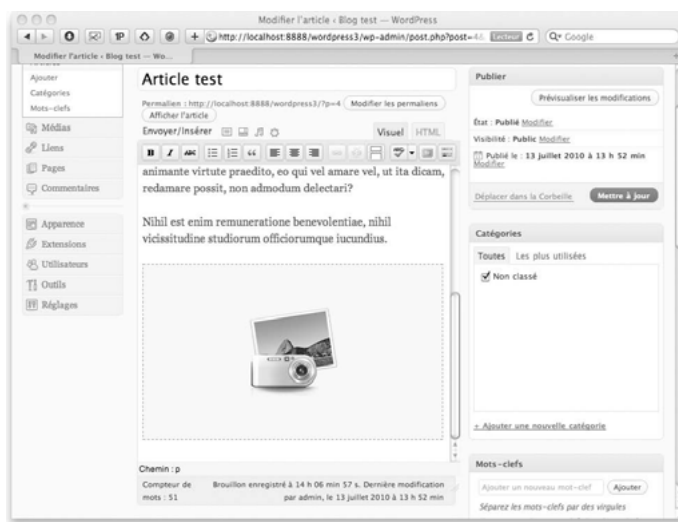 Modifier l'article ‹ Blog test — WordPress
http://localhost:8888/wordpress3/wp-admin/post.php?post=4&
Lecteur
Google
Modifier l'article ‹ Blog test — Wo...
Ajouter
Catégories
Mots-clefs
Médias
Liens
Pages
Commentaires
Apparence
Extensions
Utilisateurs
Outils
Réglages
Article test
Permalien : http://localhost:8888/wordpress3/?p=4 Modifier les permaliens
Afficher l'article
Envoyer/Insérer
Visuel HTML
B I ABC
animante virtute praedito, eo qui vel amare vel, ut ita dicam,
redamare possit, non admodum delectari?
Nihil est enim remuneratione benevolentiae, nihil
vicissitudine studiorum officiorumque iucundius.
Chemin : p
Compteur de
mots : 51
Brouillon enregistré à 14 h 06 min 57 s. Dernière modification
par admin, le 13 juillet 2010 à 13 h 52 min
Publier
Prévisualiser les modifications
État : Publié Modifier
Visibilité : Public Modifier
Publié le : 13 juillet 2010 à 13 h 52 min
Modifier
Déplacer dans la Corbeille
Mettre à jour
Catégories
Toutes Les plus utilisées
Non classé
+ Ajouter une nouvelle catégorie
Mots-clefs
Ajouter un nouveau mot-clef
Ajouter
Séparez les mots-clefs par des virgules